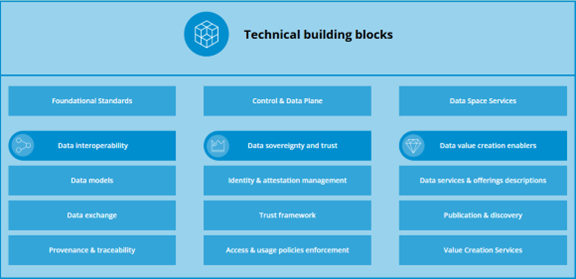 Technical building blocks
Foundational Standards
Control & Data Plane
Data Space Services
Data interoperability
Data sovereignty and trust
Data value creation enablers
Data models
Identity & attestation management
Data services & offerings descriptions
Data exchange
Trust framework
Publication & discovery
Provenance & traceability
Access & usage policies enforcement
Value Creation Services